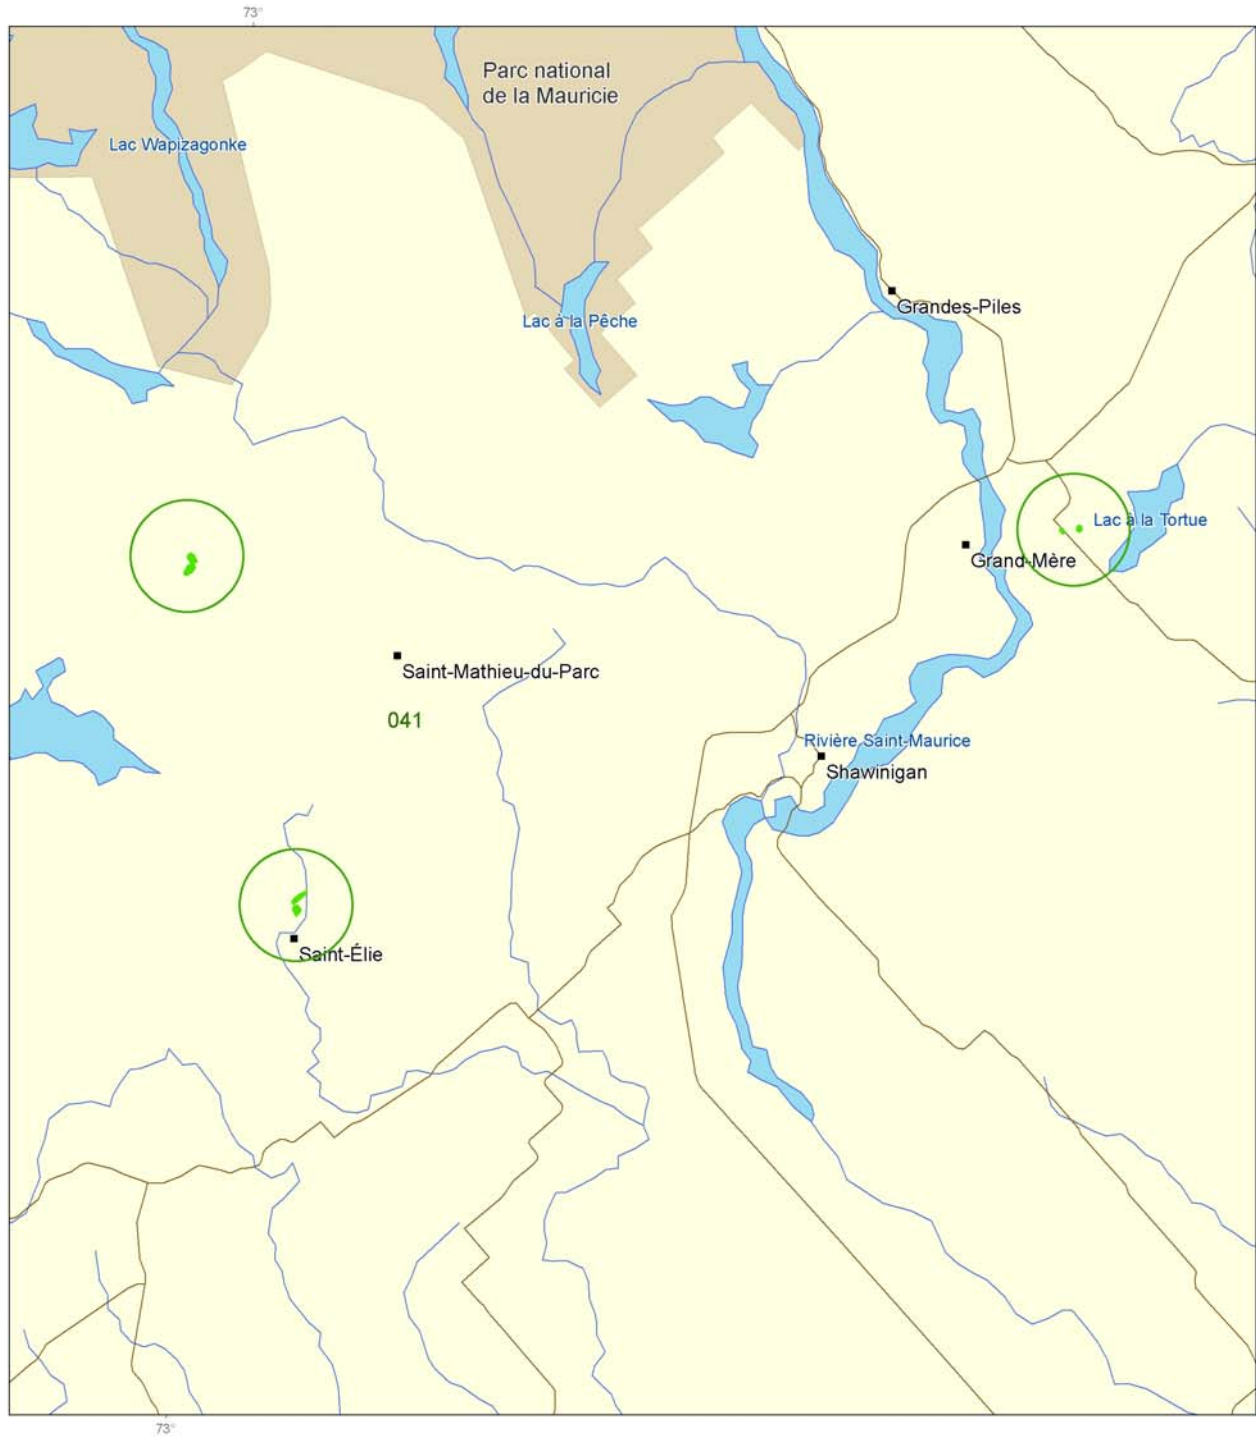 73°
Parc national
de la Mauricie
Lac Wapizagonke
Grandes-Piles
Lac à la Pêche
Lac à la Tortue
Grand-Mère
Saint-Mathieu-du-Parc
041
Rivière Saint-Maurice
Shawinigan
Saint-Élie
73°